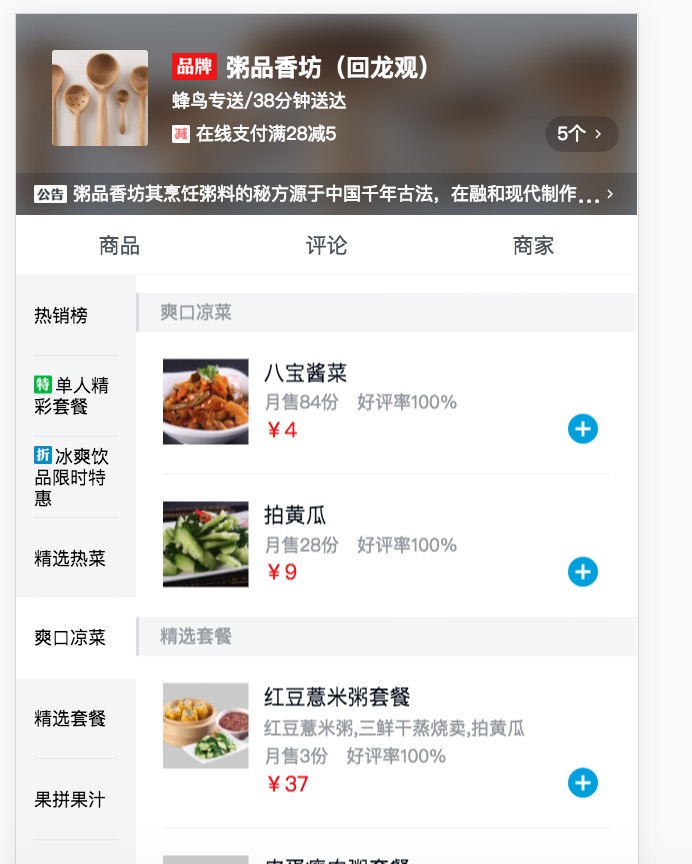 品牌 粥品香坊（回龙观）
蜂鸟专送/38分钟送达
减 在线支付满28减5
5个 >
公告 粥品香坊其烹饪粥料的秘方源于中国千年古法，在融和现代制作... >
商品 评论 商家
热销榜
特 单人精
彩套餐
折 冰爽饮
品限时特
惠
精选热菜
爽口凉菜
精选套餐
果拼果汁
爽口凉菜
八宝酱菜
月售84份 好评率100%
￥4
拍黄瓜
月售28份 好评率100%
￥9
精选套餐
红豆薏米粥套餐
红豆薏米粥,三鲜干蒸烧卖,拍黄瓜
月售3份 好评率100%
￥37